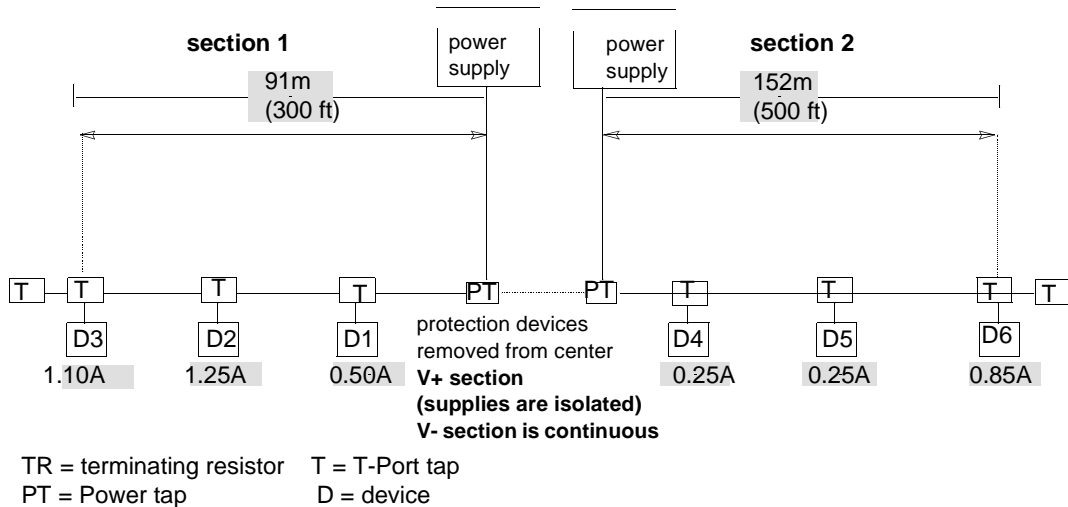 section 1
power
supply
power
supply
section 2
91m
(300 ft)
152m
(500 ft)
T
T
T
T
PT
PT
T
T
T
T
D3
D2
D1
D4
D5
D6
1.10A
1.25A
0.50A
0.25A
0.25A
0.85A
protection devices
removed from center
V+ section
(supplies are isolated)
V- section is continuous
TR = terminating resistor T = T-Port tap
PT = Power tap D = device